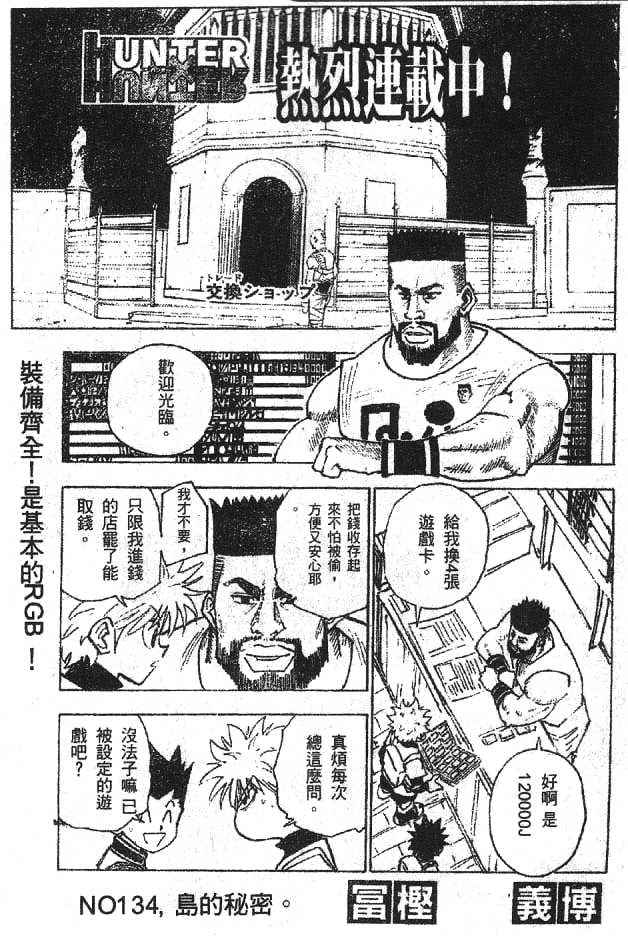 HUNTER
HUNTER
熱烈連載中！
トレード
交換ショップ
歡迎光臨。
裝備齊全！是基本的RGB！
給我換4張
遊戲卡。
好啊 是
12000J
把錢收存起
來不怕被偷，
方便又安心耶
。
我才不要，
只限我進錢
的店罷了能
取錢。
真煩每次
總這麼問。
沒法子嘛 已
被設定的遊
戲吧？
NO134, 島的秘密。
冨樫 義博